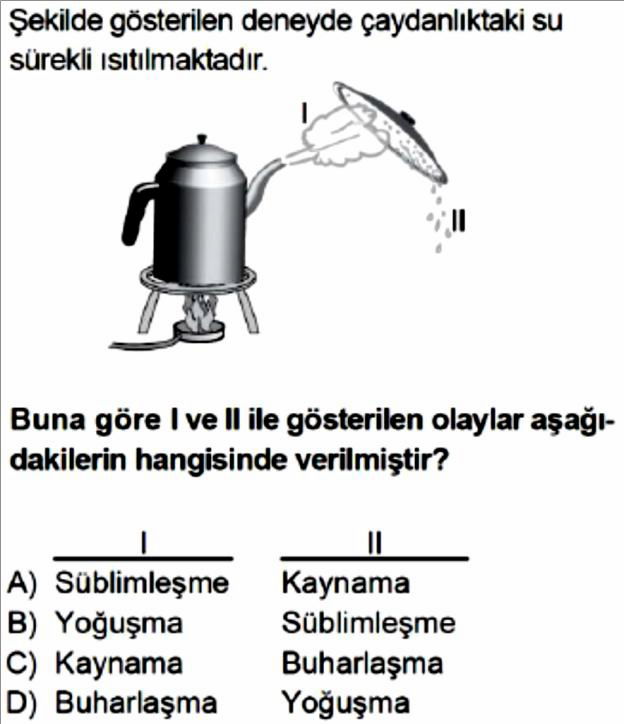 Şekilde gösterilen deneyde çaydanlıktaki su
sürekli ısıtılmaktadır.
I
II
Buna göre I ve II ile gösterilen olaylar aşağı-
dakilerin hangisinde verilmiştir?
I II
A) Süblimleşme Kaynama
B) Yoğuşma Süblimleşme
C) Kaynama Buharlaşma
D) Buharlaşma Yoğuşma